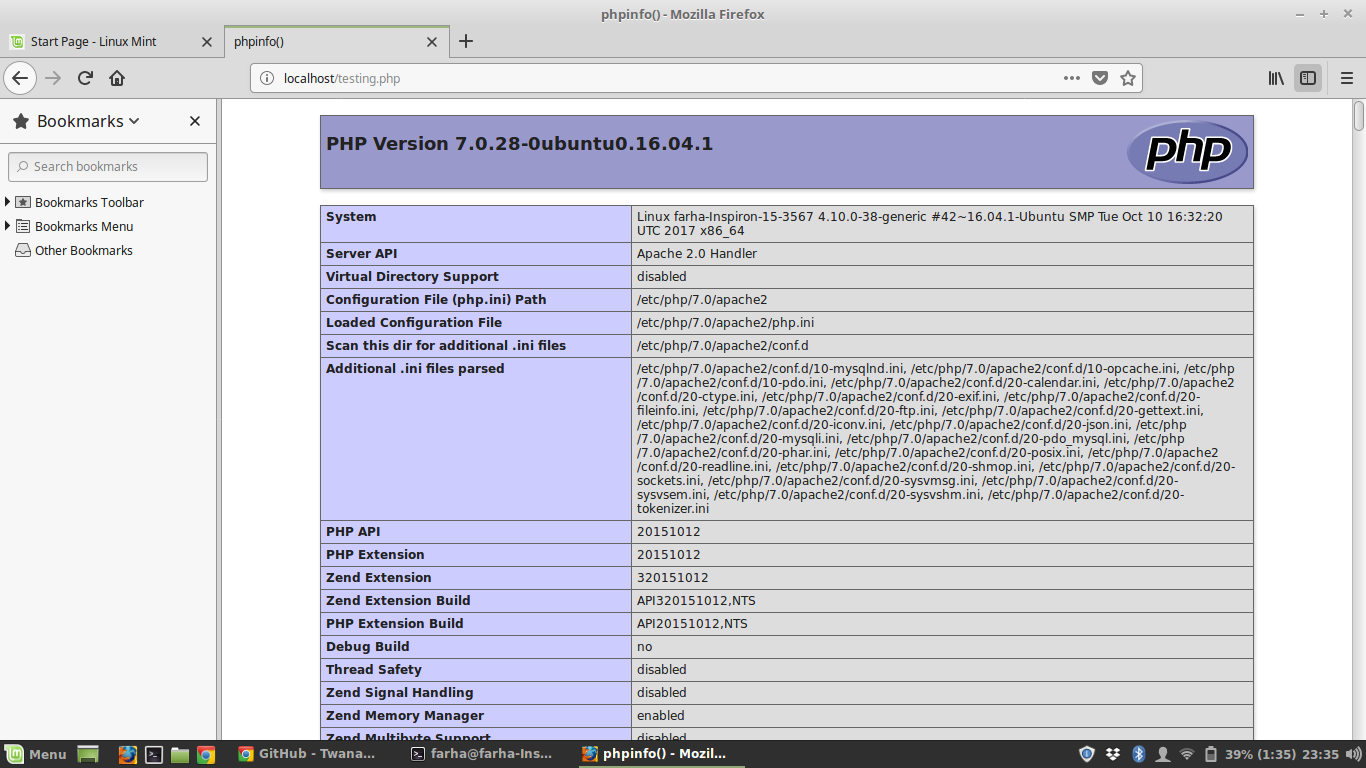 phpinfo() - Mozilla Firefox
Start Page - Linux Mint
phpinfo()
localhost/testing.php
Bookmarks
Search bookmarks
Bookmarks Toolbar
Bookmarks Menu
Other Bookmarks
PHP Version 7.0.28-0ubuntu0.16.04.1
php
System
Linux farha-Inspiron-15-3567 4.10.0-38-generic #42~16.04.1-Ubuntu SMP Tue Oct 10 16:32:20
UTC 2017 x86_64
Server API
Apache 2.0 Handler
Virtual Directory Support
disabled
Configuration File (php.ini) Path
/etc/php/7.0/apache2
Loaded Configuration File
/etc/php/7.0/apache2/php.ini
Scan this dir for additional .ini files
/etc/php/7.0/apache2/conf.d
Additional .ini files parsed
/etc/php/7.0/apache2/conf.d/10-mysqlnd.ini, /etc/php/7.0/apache2/conf.d/10-opcache.ini, /etc/php
/7.0/apache2/conf.d/10-pdo.ini, /etc/php/7.0/apache2/conf.d/20-calendar.ini, /etc/php/7.0/apache2
/conf.d/20-ctype.ini, /etc/php/7.0/apache2/conf.d/20-exif.ini, /etc/php/7.0/apache2/conf.d/20-
fileinfo.ini, /etc/php/7.0/apache2/conf.d/20-ftp.ini, /etc/php/7.0/apache2/conf.d/20-gettext.ini,
/etc/php/7.0/apache2/conf.d/20-iconv.ini, /etc/php/7.0/apache2/conf.d/20-json.ini, /etc/php
/7.0/apache2/conf.d/20-mysqli.ini, /etc/php/7.0/apache2/conf.d/20-pdo_mysql.ini, /etc/php
/7.0/apache2/conf.d/20-phar.ini, /etc/php/7.0/apache2/conf.d/20-posix.ini, /etc/php/7.0/apache2
/conf.d/20-readline.ini, /etc/php/7.0/apache2/conf.d/20-shmop.ini, /etc/php/7.0/apache2/conf.d/20-
sockets.ini, /etc/php/7.0/apache2/conf.d/20-sysvmsg.ini, /etc/php/7.0/apache2/conf.d/20-
sysvsem.ini, /etc/php/7.0/apache2/conf.d/20-sysvshm.ini, /etc/php/7.0/apache2/conf.d/20-
tokenizer.ini
PHP API
20151012
PHP Extension
20151012
Zend Extension
320151012
Zend Extension Build
API320151012,NTS
PHP Extension Build
API20151012,NTS
Debug Build
no
Thread Safety
disabled
Zend Signal Handling
disabled
Zend Memory Manager
enabled
Zend Multibyte Support
disabled
Menu
GitHub - Twana...
farha@farha-Ins...
phpinfo() - Mozil...
39% (1:35) 23:35